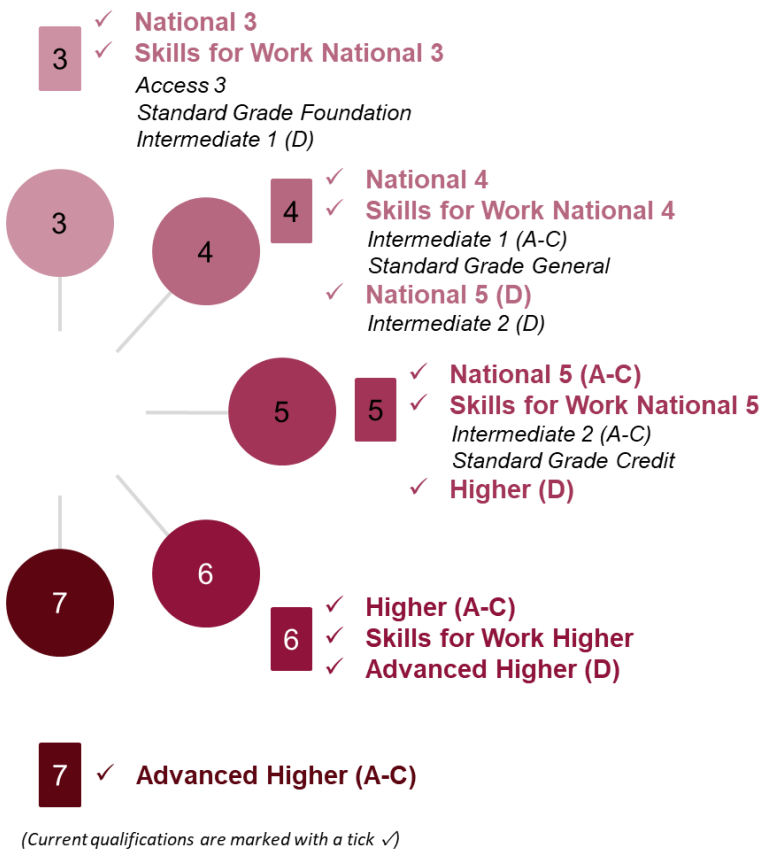 3
✓ National 3
✓ Skills for Work National 3
Access 3
Standard Grade Foundation
Intermediate 1 (D)
3
4
4
✓ National 4
✓ Skills for Work National 4
Intermediate 1 (A-C)
Standard Grade General
✓ National 5 (D)
Intermediate 2 (D)
5
5
✓ National 5 (A-C)
✓ Skills for Work National 5
Intermediate 2 (A-C)
Standard Grade Credit
✓ Higher (D)
6
7
6
✓ Higher (A-C)
✓ Skills for Work Higher
✓ Advanced Higher (D)
7
✓ Advanced Higher (A-C)
(Current qualifications are marked with a tick ✓)